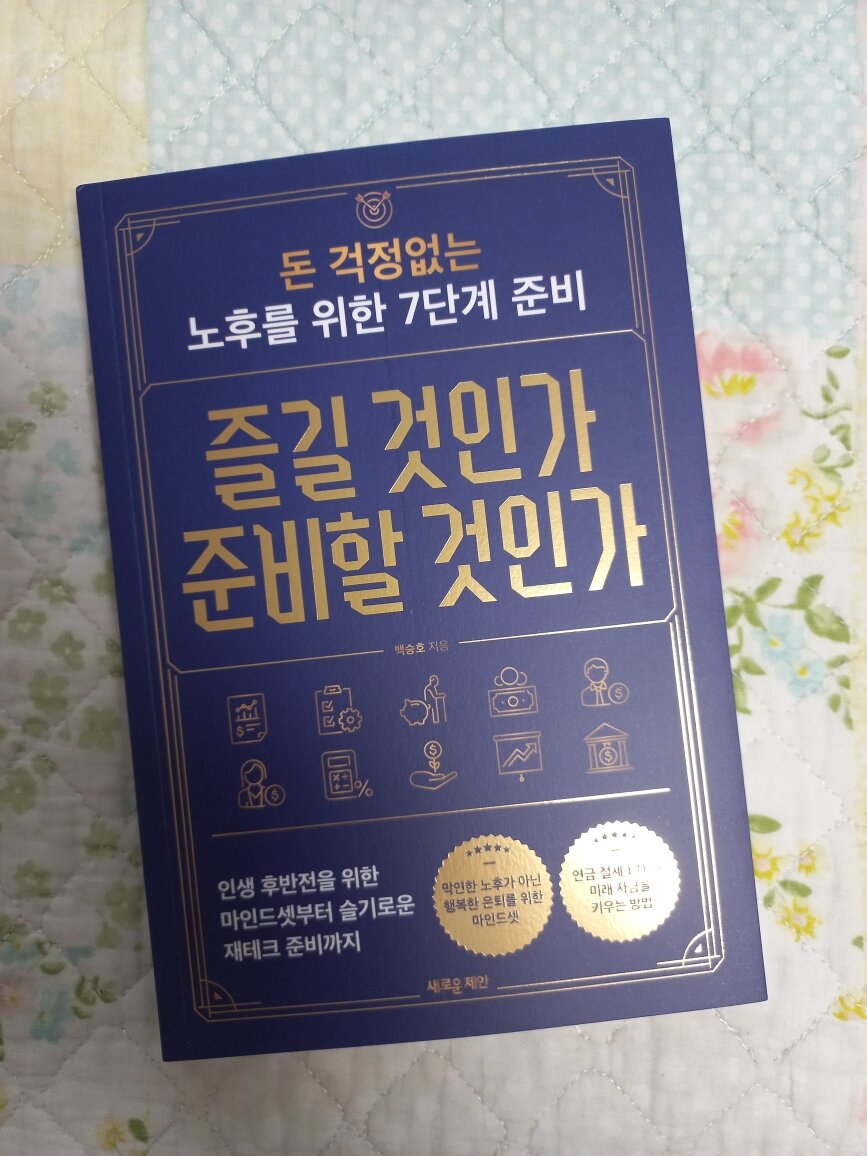 돈 걱정없는
노후를 위한 7단계 준비
즐길 것인가
준비할 것인가
백승호 지음
인생 후반전을 위한
마인드셋부터 슬기로운
재테크 준비까지
막연한 노후가 아닌
행복한 은퇴를 위한
마인드셋
연금 절세
미래 자금을
키우는 방법
새로운 제안